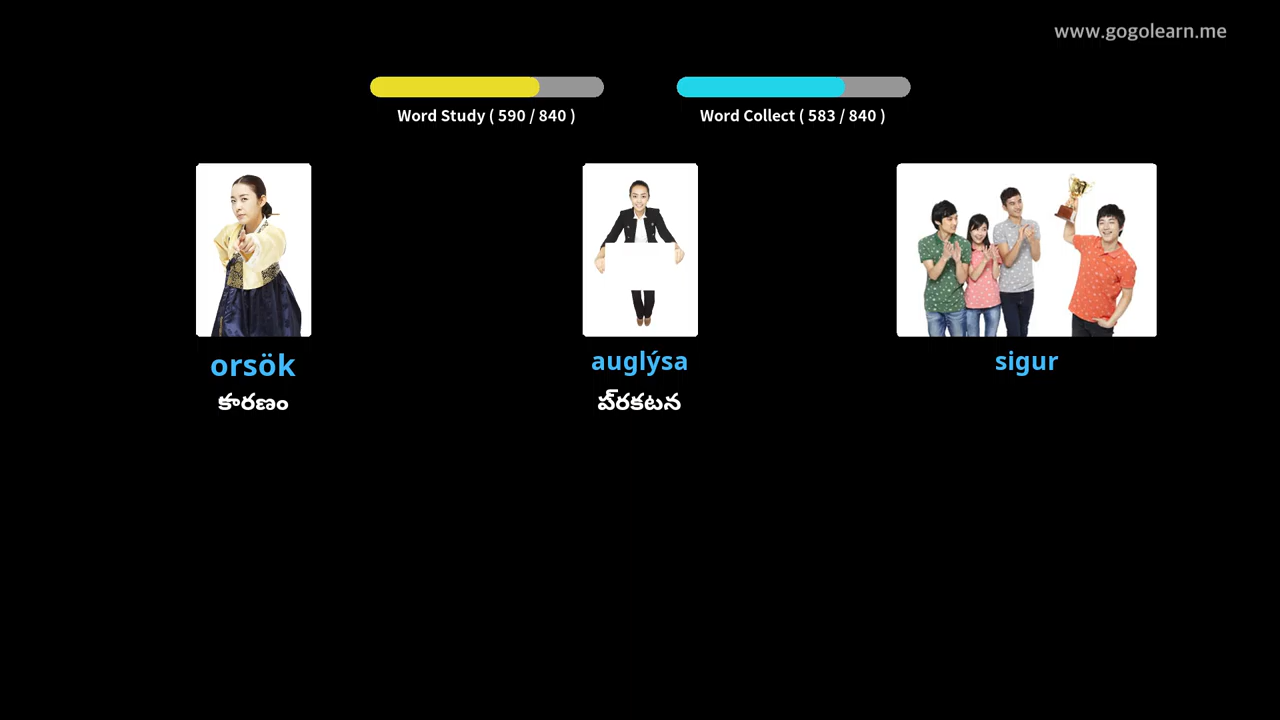 www.gogolearn.me
Word Study ( 590 / 840 )
Word Collect ( 583 / 840 )
orsök
auglýsa
sigur
కారణం
ప్రకటన